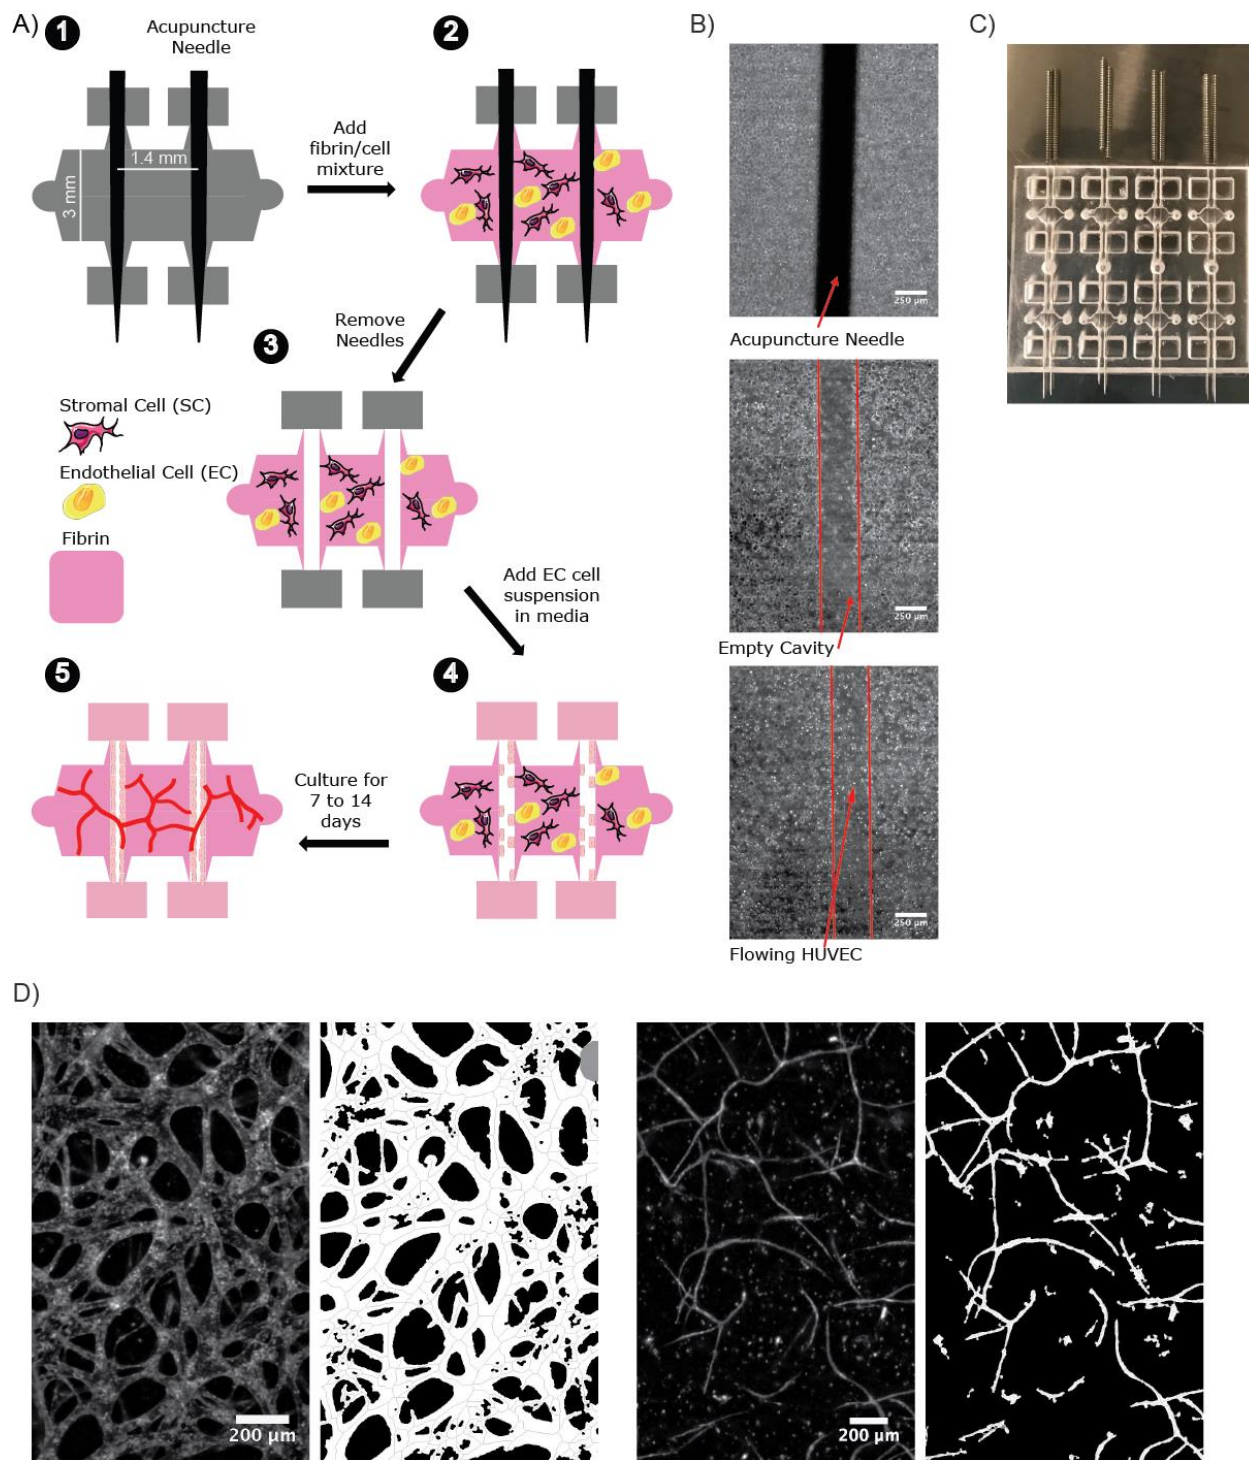 A)
1
Acupuncture
Needle
1.4 mm
3 mm
Add
fibrin/cell
mixture
2
Remove
Needles
3
Stromal Cell (SC)
Endothelial Cell (EC)
Fibrin
Add EC cell
suspension
in media
4
Culture for
7 to 14
days
5
B)
250 µm
Acupuncture Needle
250 µm
Empty Cavity
250 µm
Flowing HUVEC
C)
D)
200 µm
200 µm